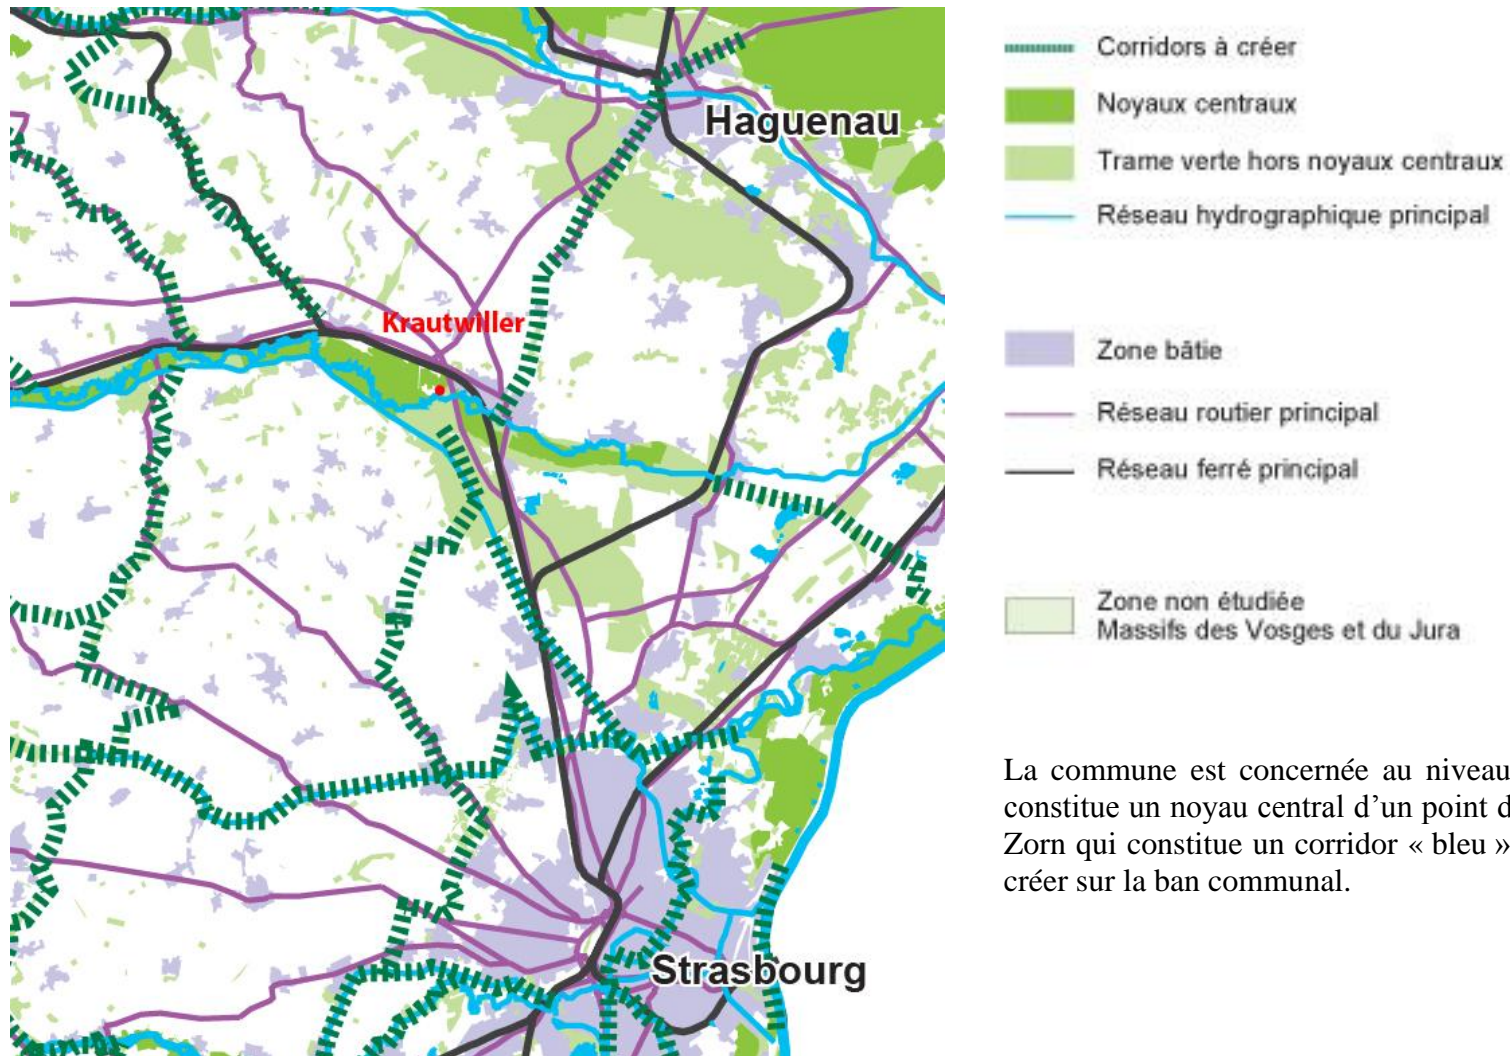 Haguenau
Krautwiller
Strasbourg
Corridors à créer
Noyaux centraux
Trame verte hors noyaux centraux
Réseau hydrographique principal
Zone bâtie
Réseau routier principal
Réseau ferré principal
Zone non étudiée
Massifs des Vosges et du Jura
La commune est concernée au niveau
constitue un noyau central d’un point d
Zorn qui constitue un corridor « bleu »
créer sur la ban communal.